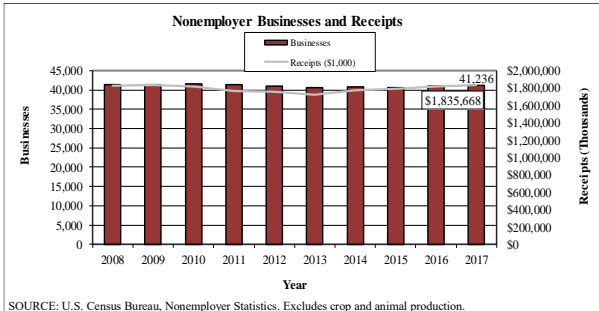 Nonemployer Businesses and Receipts
Businesses
Receipts ($1,000)
45,000
40,000
35,000
30,000
25,000
20,000
15,000
10,000
5,000
0
Businesses
41,236
$1,835,668
$2,000,000
$1,800,000
$1,600,000
$1,400,000
$1,200,000
$1,000,000
$800,000
$600,000
$400,000
$200,000
$0
Receipts (Thousands)
2008 2009 2010 2011 2012 2013 2014 2015 2016 2017
Year
SOURCE: U.S. Census Bureau, Nonemployer Statistics. Excludes crop and animal production.